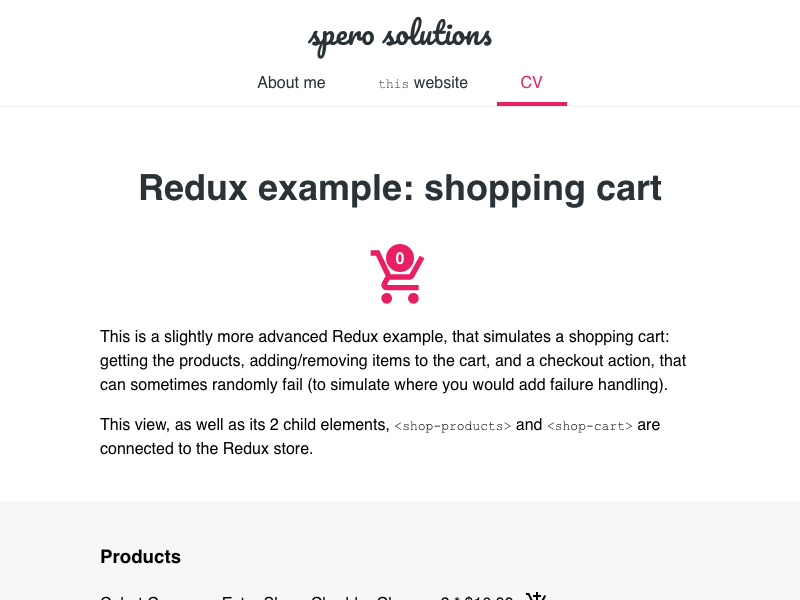 spero solutions
About me this website CV
Redux example: shopping cart
0
This is a slightly more advanced Redux example, that simulates a shopping cart:
getting the products, adding/removing items to the cart, and a checkout action, that
can sometimes randomly fail (to simulate where you would add failure handling).
This view, as well as its 2 child elements, <shop-products> and <shop-cart> are
connected to the Redux store.
Products